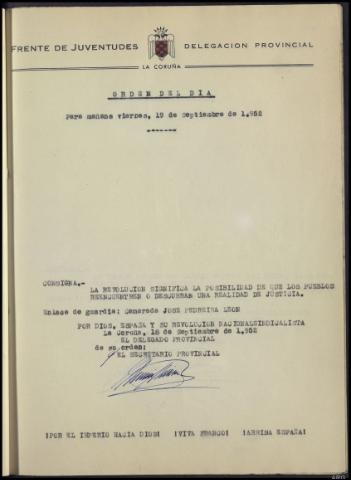 FRENTE DE JUVENTUDES DELEGACION PROVINCIAL
LA CORUÑA
ORDEN DEL DIA
Para mañana viernes, 19 de Septiembre de 1,952
CONSIGNA.-
LA REVOLUCION SIGNIFICA LA POSIBILIDAD DE QUE LOS PUEBLOS
REENCUENTREN O DESCUBRAN UNA REALIDAD DE JUSTICIA.
Enlace de guardia: Camarada JOSE PEDREIRA LEON
POR DIOS, ESPAÑA Y SU REVOLUCION NACIONALSINDICALISTA
La Coruña, 18 de Septiembre de 1,952
EL DELEGADO PROVINCIAL
de su orden:
EL SECRETARIO PROVINCIAL
¡POR EL IMPERIO HACIA DIOS! ¡VIVA FRANCO! ¡ARRIBA ESPAÑA!